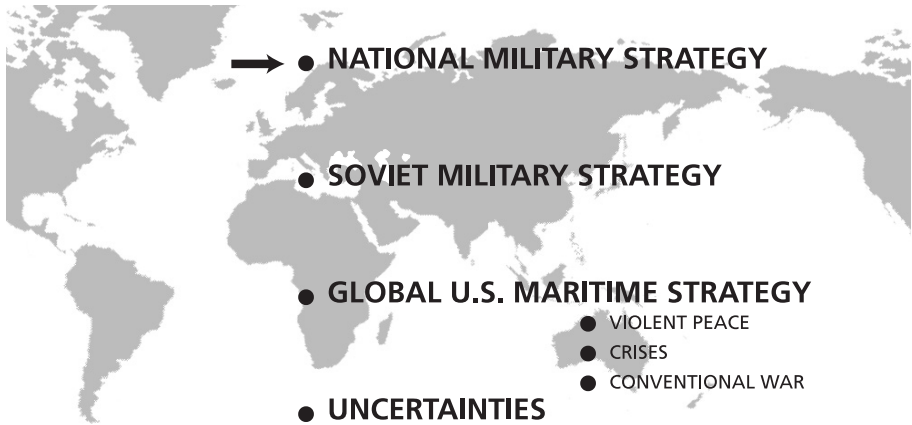 NATIONAL MILITARY STRATEGY
SOVIET MILITARY STRATEGY
GLOBAL U.S. MARITIME STRATEGY
VIOLENT PEACE
CRISES
CONVENTIONAL WAR
UNCERTAINTIES